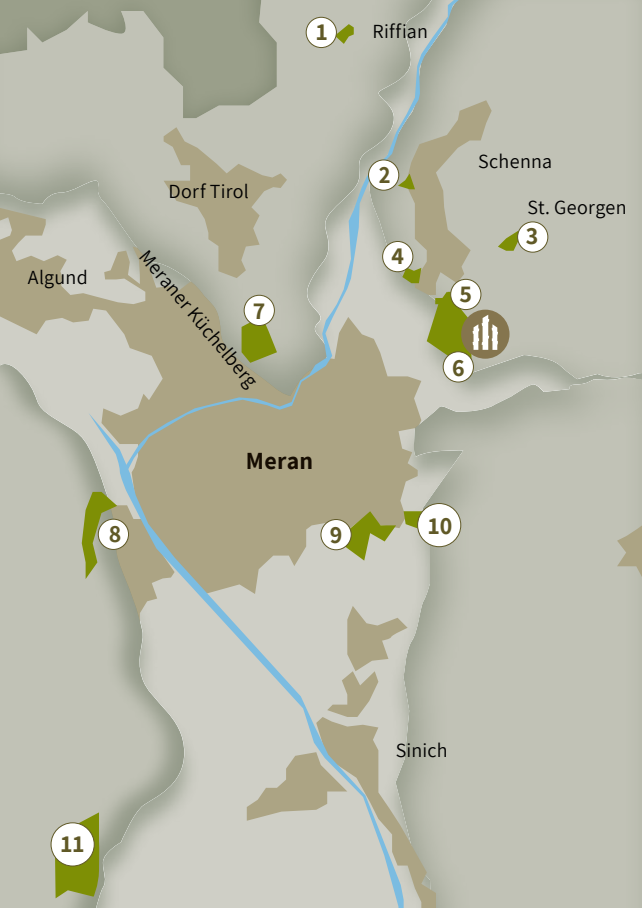 1
Riffian
Schenna
2
Dorf Tirol
St. Georgen
3
4
Meraner Küchelberg
Algund
5
7
6
Meran
8
9
10
Sinich
11